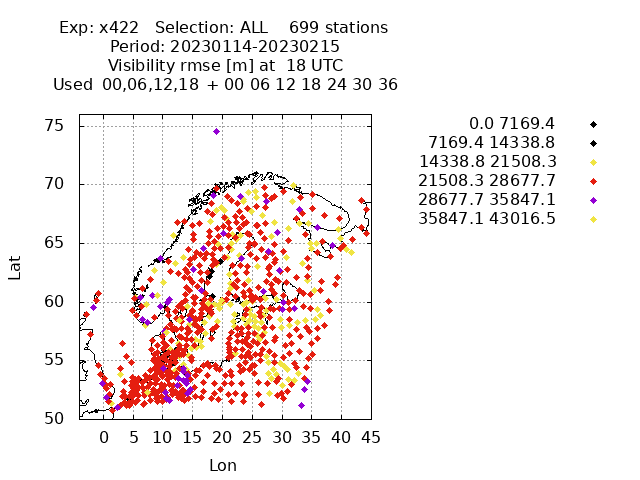 Exp: x422 Selection: ALL 699 stations
Period: 20230114-20230215
Visibility rmse [m] at 18 UTC
Used 00,06,12,18 + 00 06 12 18 24 30 36
0.0 7169.4
7169.4 14338.8
14338.8 21508.3
21508.3 28677.7
28677.7 35847.1
35847.1 43016.5
75
70
65
60
55
50
Lat
0 5 10 15 20 25 30 35 40 45
Lon